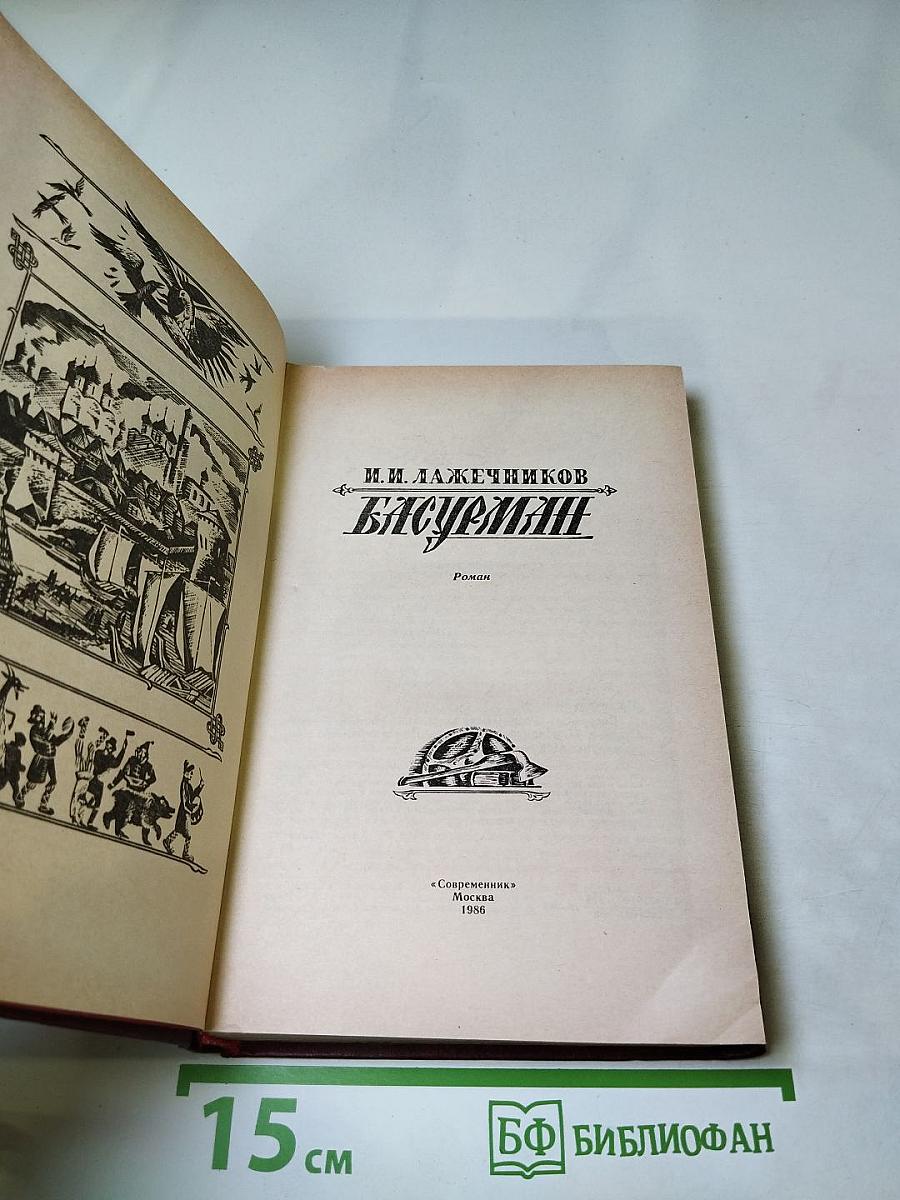 И. И. ЛАЖЕЧНИКОВ
БАСУРМАН
Роман
«Современник»
Москва
1986
15 см
БФ БИБЛИОФАН